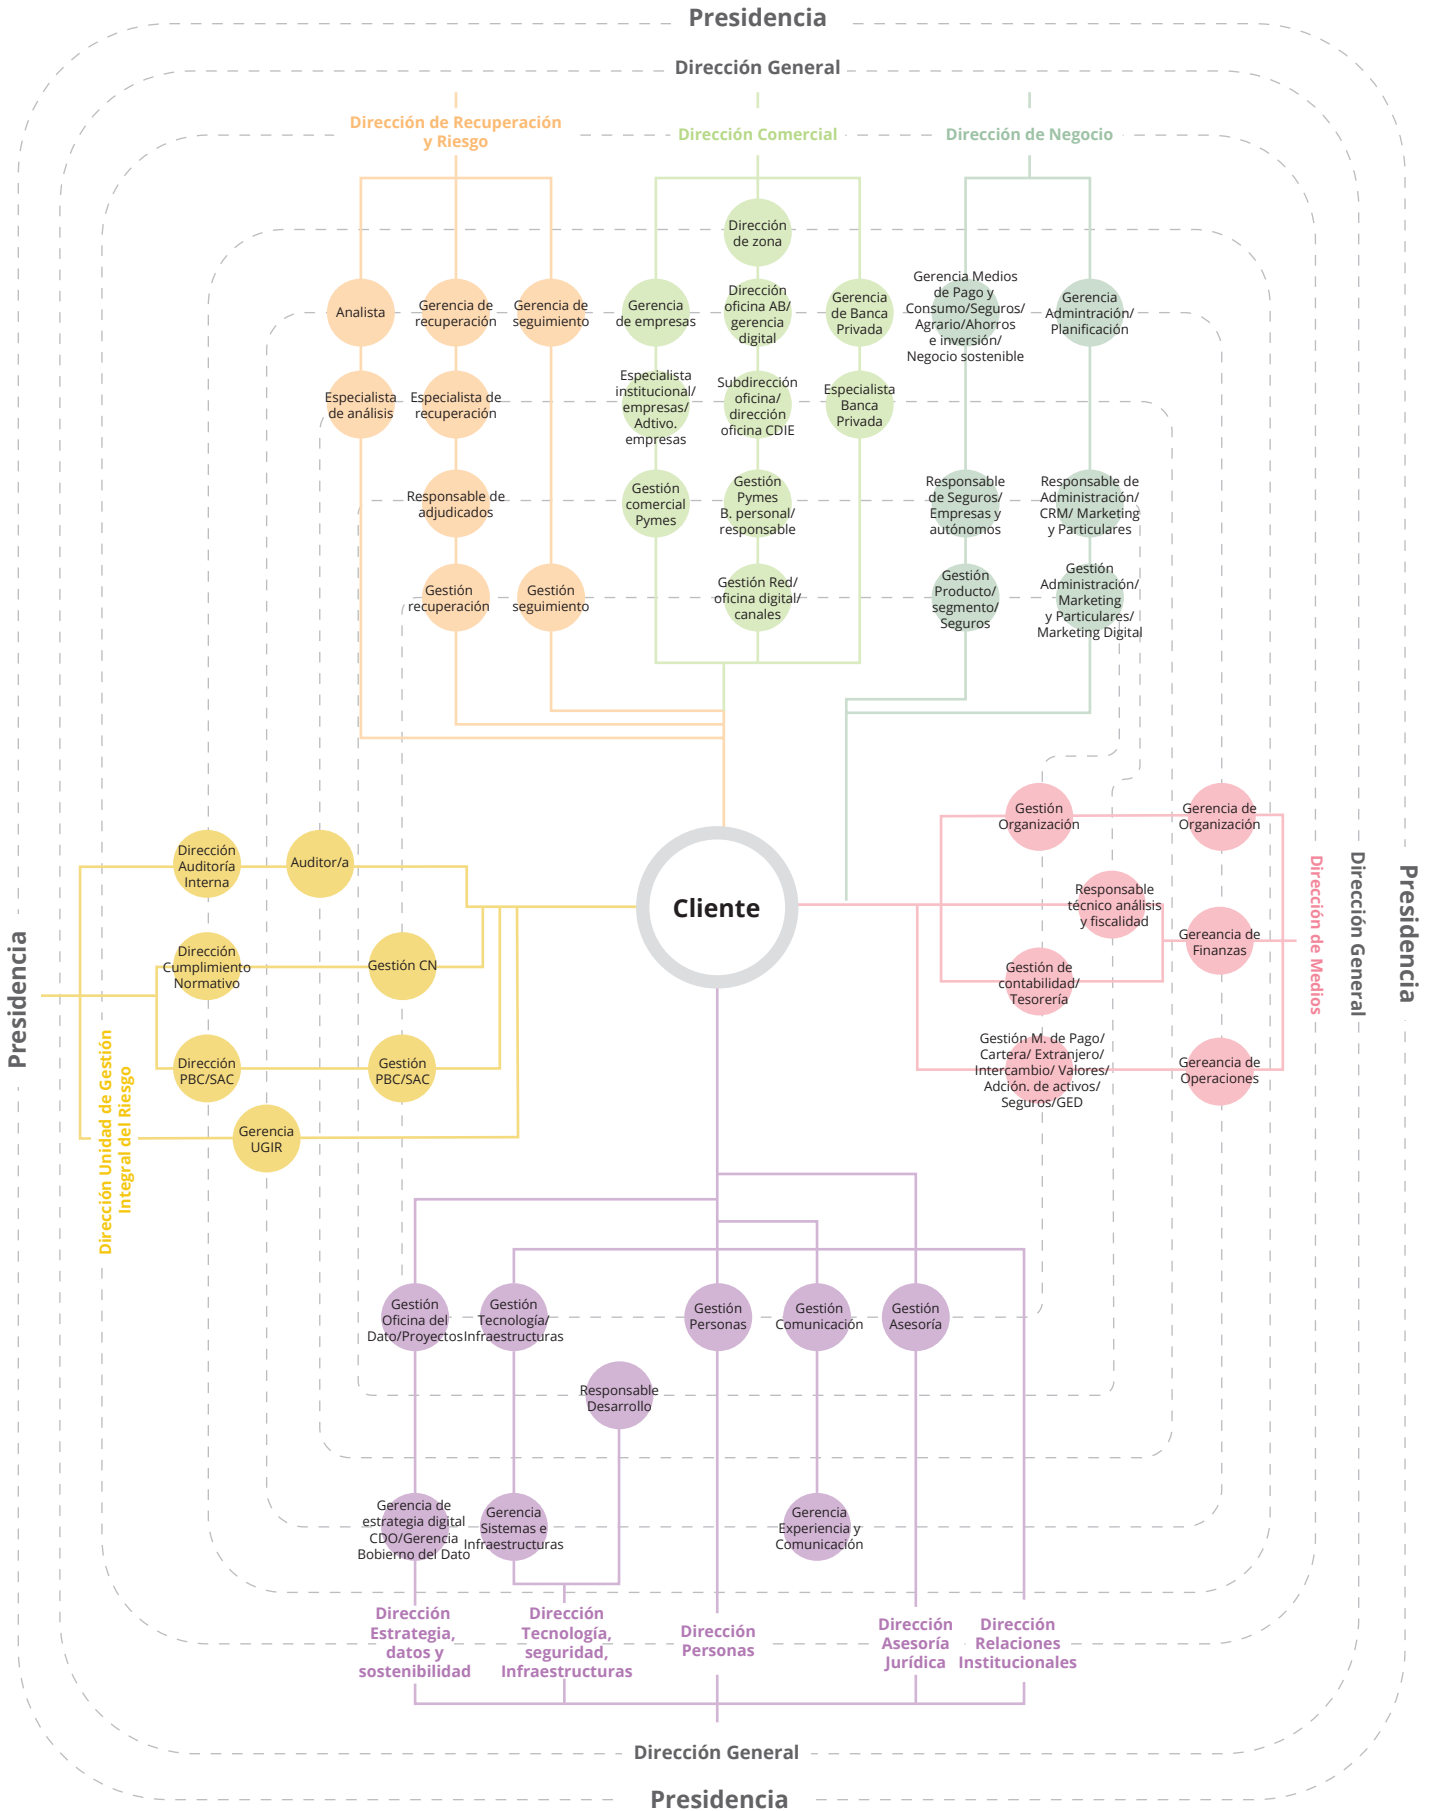 Presidencia
Dirección General
Dirección de Recuperación
y Riesgo
Dirección Comercial
Dirección de Negocio
Dirección
de zona
Analista
Gerencia de
recuperación
Gerencia de
seguimiento
Gerencia
de empresas
Dirección
oficina AB/
gerencia
digital
Gerencia
de Banca
Privada
Gerencia Medios
de Pago y
Consumo/Seguros/
Agrario/Ahorros
e inversión/
Negocio sostenible
Gerencia
Admintración/
Planificación
Especialista
de análisis
Especialista de
recuperación
Especialista
institucional/
empresas/
Adtivo.
empresas
Subdirección
oficina/
dirección
oficina CDIE
Especialista
Banca
Privada
Responsable de
adjudicados
Gestión
comercial
Pymes
Gestión
Pymes
B. personal/
responsable
Responsable
de Seguros/
Empresas y
autónomos
Responsable de
Administración/
CRM/ Marketing
y Particulares
Gestión
recuperación
Gestión
seguimiento
Gestión Red/
oficina digital/
canales
Gestión
Producto/
segmento/
Seguros
Gestión
Administración/
Marketing
y Particulares/
Marketing Digital
Presidencia
Dirección Unidad de Gestión
Integral del Riesgo
Dirección
Auditoría
Interna
Auditor/a
Dirección
Cumplimiento
Normativo
Gestión CN
Dirección
PBC/SAC
Gestión
PBC/SAC
Gerencia
UGIR
Cliente
Gestión
Organización
Gerencia de
Organización
Responsable
técnico análisis
y fiscalidad
Gereancia de
Finanzas
Gestión de
contabilidad/
Tesorería
Gestión M. de Pago/
Cartera/ Extranjero/
Intercambio/ Valores/
Adción. de activos/
Seguros/GED
Gereancia de
Operaciones
Dirección de Medios
Dirección General
Presidencia
Gestión
Oficina del
Dato/Proyectos
Gestión
Tecnología/
Infraestructuras
Gestión
Personas
Gestión
Comunicación
Gestión
Asesoría
Responsable
Desarrollo
Gerencia de
estrategia digital
CDO/Gerencia
Bobierno del Dato
Gerencia
Sistemas e
Infraestructuras
Gerencia
Experiencia y
Comunicación
Dirección
Estrategia,
datos y
sostenibilidad
Dirección
Tecnología,
seguridad,
Infraestructuras
Dirección
Personas
Dirección
Asesoría
Jurídica
Dirección
Relaciones
Institucionales
Dirección General
Presidencia